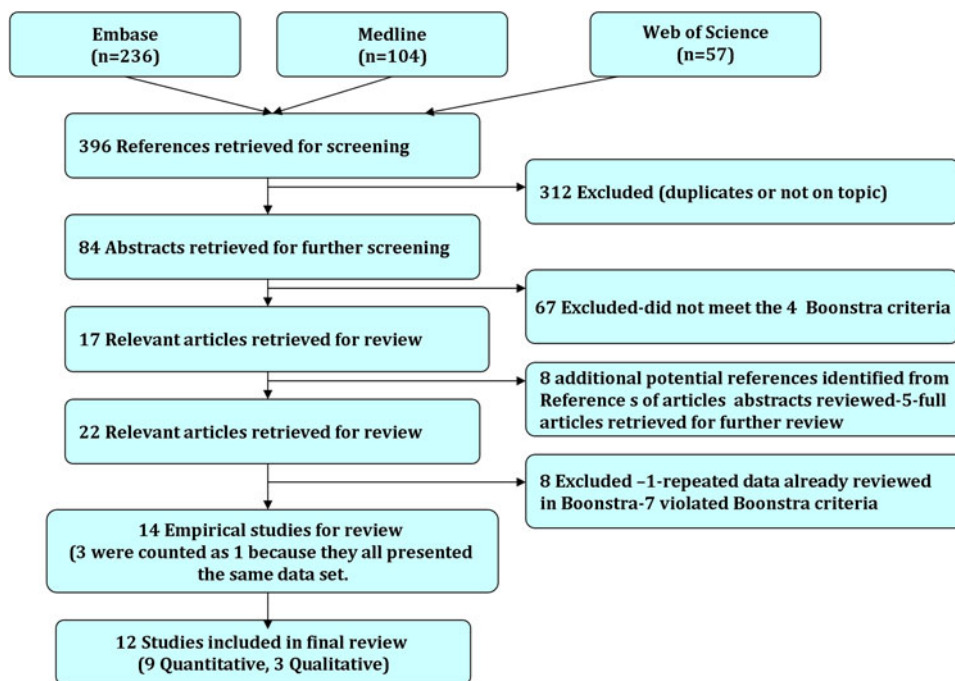 Embase
(n=236)
Medline
(n=104)
Web of Science
(n=57)
396 References retrieved for screening
312 Excluded (duplicates or not on topic)
84 Abstracts retrieved for further screening
67 Excluded-did not meet the 4 Boonstra criteria
17 Relevant articles retrieved for review
8 additional potential references identified from
Reference s of articles abstracts reviewed-5-full
articles retrieved for further review
22 Relevant articles retrieved for review
8 Excluded –1-repeated data already reviewed
in Boonstra-7 violated Boonstra criteria
14 Empirical studies for review
(3 were counted as 1 because they all presented
the same data set.
12 Studies included in final review
(9 Quantitative, 3 Qualitative)